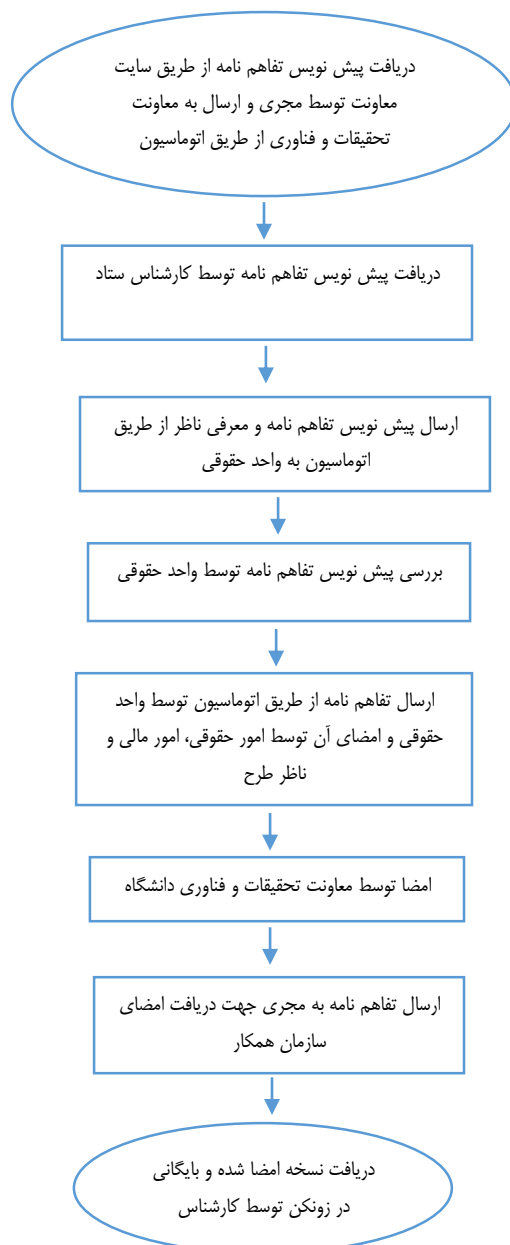 دریافت پیش نویس تفاهم نامه از طریق سایت
معاونت توسط مجری و ارسال به معاونت
تحقیقات و فناوری از طریق اتوماسیون
دریافت پیش نویس تفاهم نامه توسط کارشناس ستاد
ارسال پیش نویس تفاهم نامه و معرفی ناظر از طریق
اتوماسیون به واحد حقوقی
بررسی پیش نویس تفاهم نامه توسط واحد حقوقی
ارسال تفاهم نامه از طریق اتوماسیون توسط واحد
حقوقی و امضای آن توسط امور حقوقی، امور مالی و
ناظر طرح
امضا توسط معاونت تحقیقات و فناوری دانشگاه
ارسال تفاهم نامه به مجری جهت دریافت امضای
سازمان همکار
دریافت نسخه امضا شده و بایگانی
در زونکن توسط کارشناس